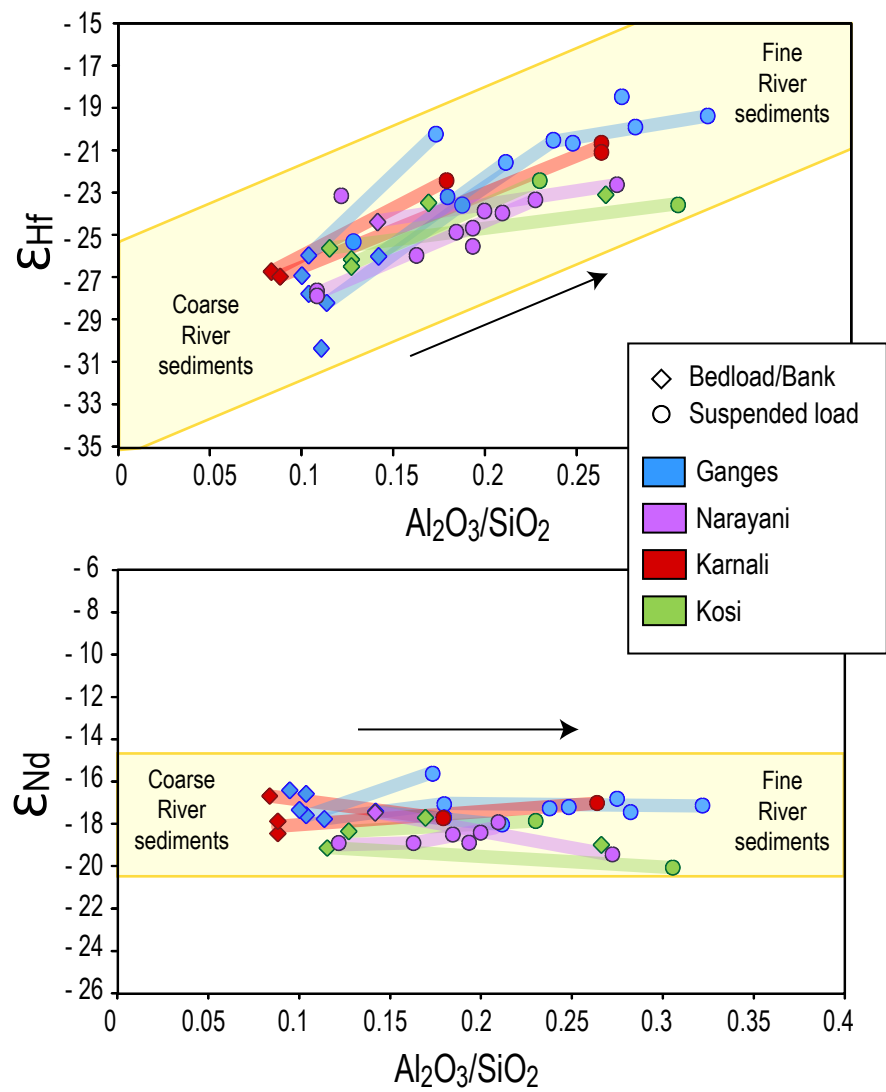 - 15
- 17
- 19
- 21
- 23
- 25
- 27
- 29
- 31
- 33
- 35
εHf
Fine
River
sediments
Coarse
River
sediments
0
0.1
0.15
0.2
0.25
Al₂O₃/SiO₂
Bedload/Bank
Suspended load
Ganges
Narayani
Karnali
Kosi
- 6
- 8
- 10
- 12
- 14
- 16
- 18
- 20
- 22
- 24
- 26
εNd
Coarse
River
sediments
Fine
River
sediments
0
0.05
0.1
0.15
0.2
0.25
0.3
0.35
0.4
Al₂O₃/SiO₂